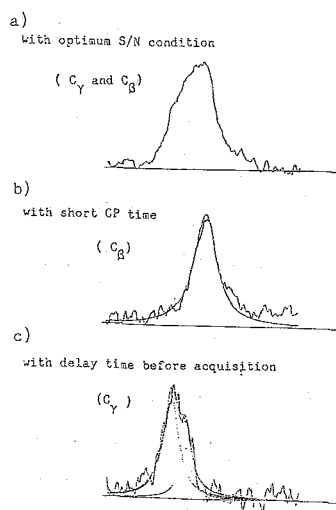 a)
with optimum S/N condition
( Cγ and Cβ)
b)
with short CP time
( Cβ)
c)
with delay time before acquisition
(Cγ )